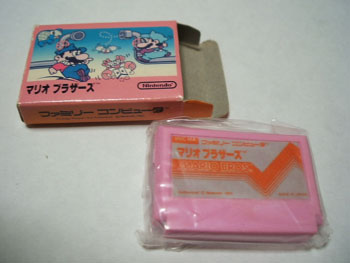 マリオブラザーズ
Nintendo
ファミリー コンピュータ
ファミリー コンピュータ
マリオブラザーズ
MARIO BROS.